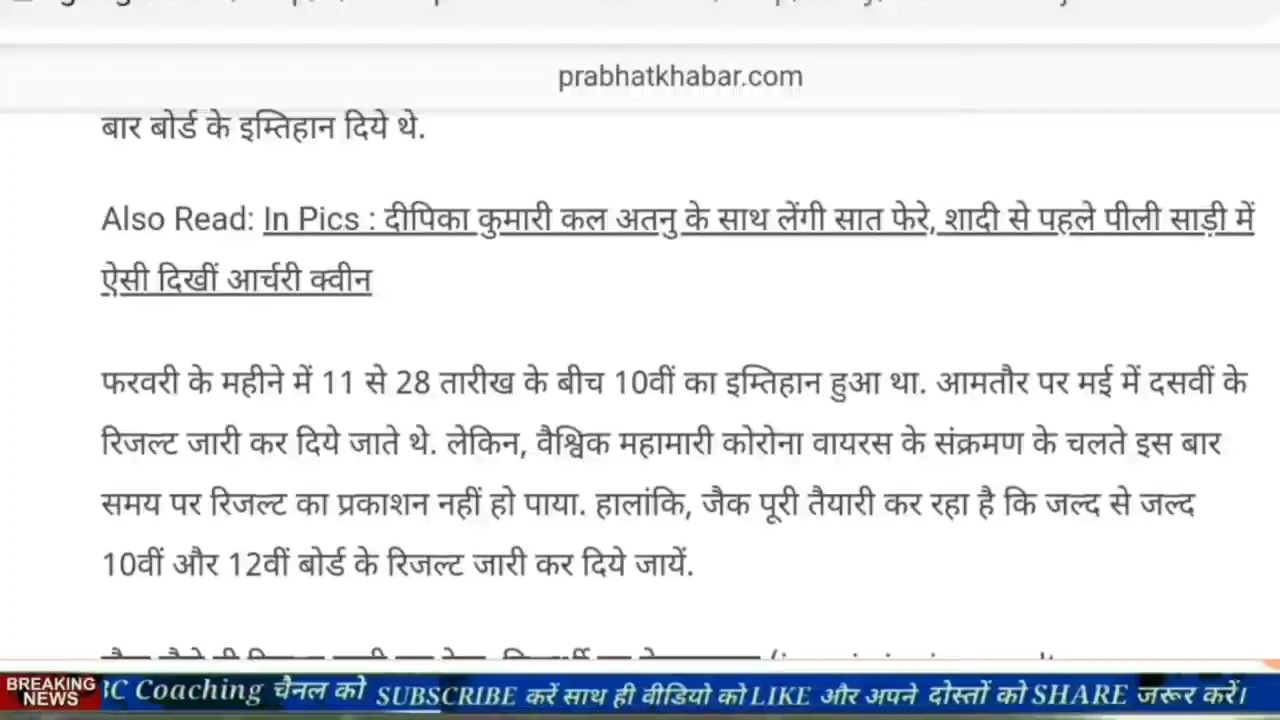 prabhatkhabar.com
बार बोर्ड के इम्तिहान दिये थे.
Also Read: In Pics : दीपिका कुमारी कल अतनु के साथ लेंगी सात फेरे, शादी से पहले पीली साड़ी में
ऐसी दिखीं आर्चरी क्वीन
फरवरी के महीने में 11 से 28 तारीख के बीच 10वीं का इम्तिहान हुआ था. आमतौर पर मई में दसवीं के
रिजल्ट जारी कर दिये जाते थे. लेकिन, वैश्विक महामारी कोरोना वायरस के संक्रमण के चलते इस बार
समय पर रिजल्ट का प्रकाशन नहीं हो पाया. हालांकि, जैक पूरी तैयारी कर रहा है कि जल्द से जल्द
10वीं और 12वीं बोर्ड के रिजल्ट जारी कर दिये जायें.
BREAKING
NEWS
C Coaching चैनल को SUBSCRIBE करें साथ ही वीडियो को LIKE और अपने दोस्तों को SHARE जरूर करें।